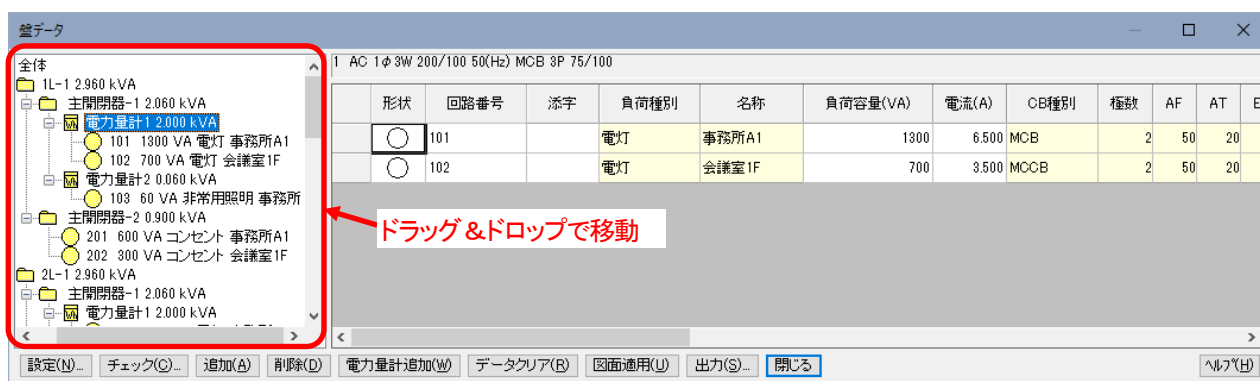 盤データ
全体
1L-1 2.960 kVA
主開閉器-1 2.060 kVA
電力量計1 2.000 kVA
101 1300 VA 電灯 事務所A1
102 700 VA 電灯 会議室1F
電力量計2 0.060 kVA
103 60 VA 非常用照明 事務所
主開閉器-2 0.900 kVA
201 600 VA コンセント 事務所A1
202 300 VA コンセント 会議室1F
2L-1 2.960 kVA
主開閉器-1 2.060 kVA
電力量計1 2.000 kVA
1 AC 1φ3W 200/100 50(Hz) MCB 3P 75/100
形状 回路番号 添字 負荷種別 名称 負荷容量(VA) 電流(A) CB種別 極数 AF AT E
○ 101 電灯 事務所A1 1300 6.500 MCB 2 50 20
○ 102 電灯 会議室1F 700 3.500 MCCB 2 50 20
ドラッグ&ドロップで移動
設定(N)... チェック(C)... 追加(A) 削除(D) 電力量計追加(W) データクリア(R) 図面適用(U) 出力(S)... 閉じる ヘルプ(H)